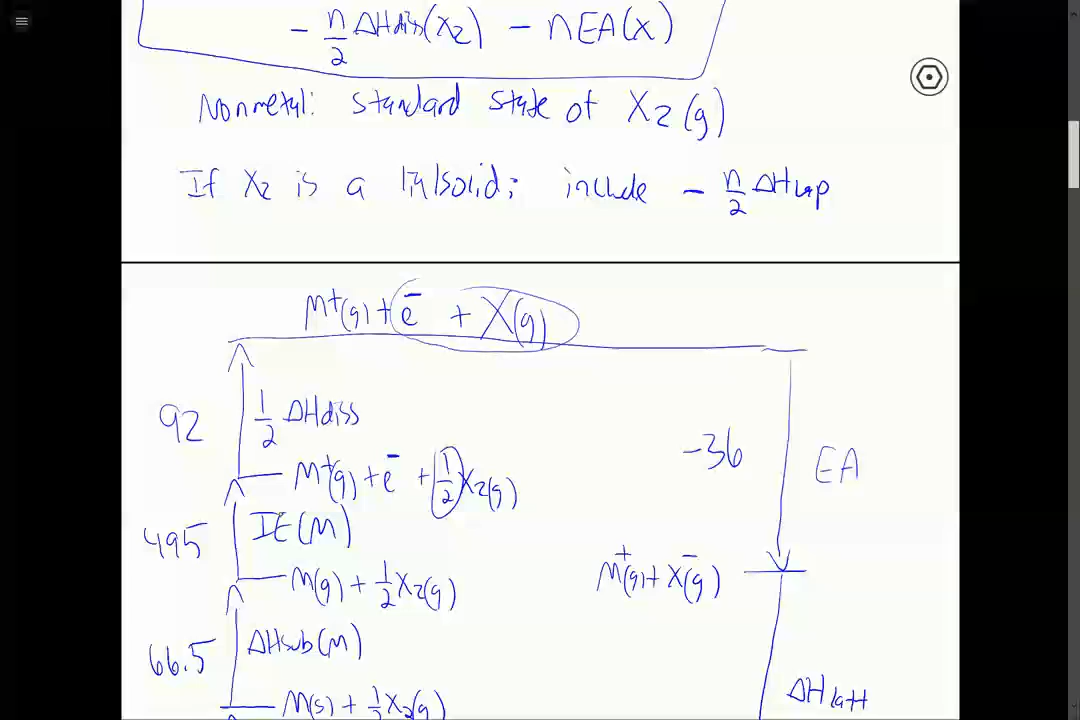 - n/2 ΔHdiss(X2) - nEA(X)
Nonmetal: standard state of X2(g)
If X2 is a liq/solid; include - n/2 ΔHvap
M+(g) + e- + X(g)
92 1/2 ΔHdiss
M+(g) + e- + 1/2 X2(g)
-36 EA
495 IE(M)
M(g) + 1/2 X2(g)
M+(g) + X-(g)
66.5 ΔHsub(M)
ΔHlatt
M(s) + 1/2 X2(g)